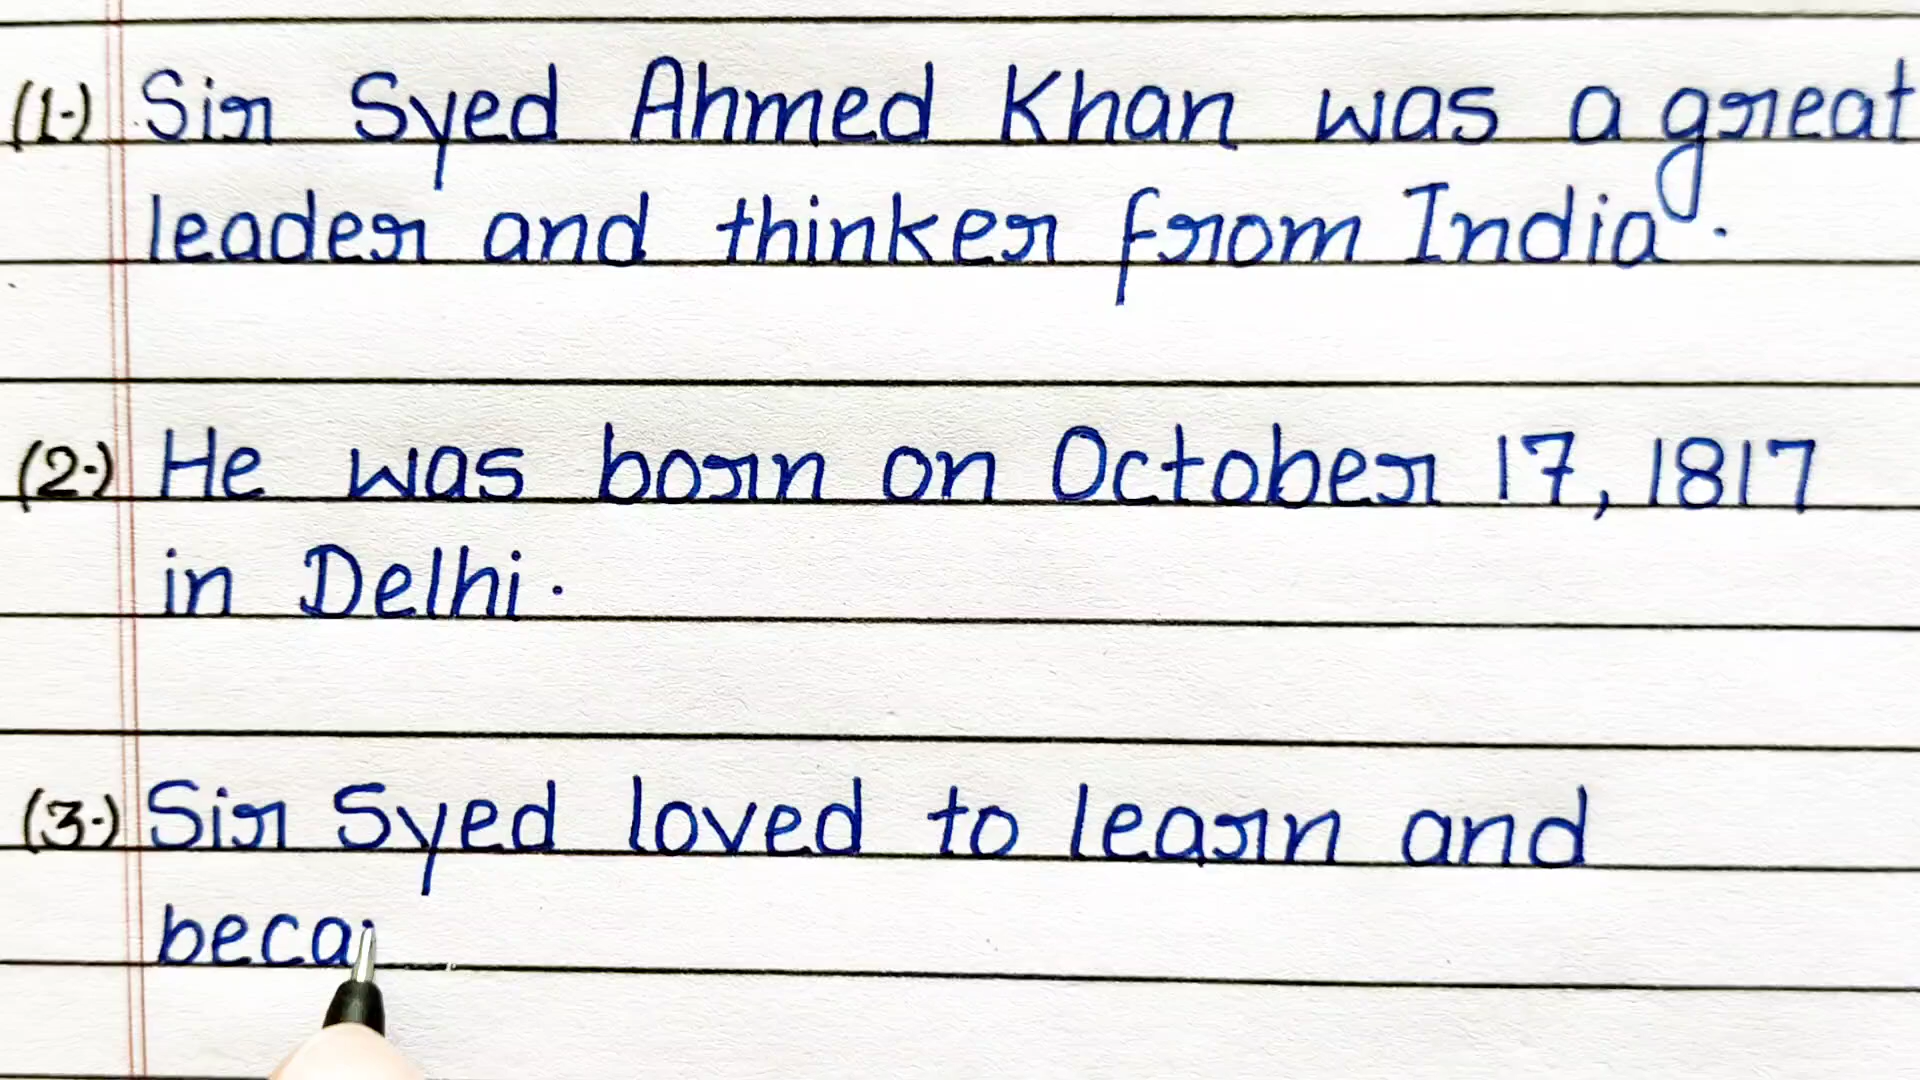 (1.) Sir Syed Ahmed Khan was a great
leader and thinker from India.
(2.) He was born on October 17, 1817
in Delhi.
(3.) Sir Syed loved to learn and
beca